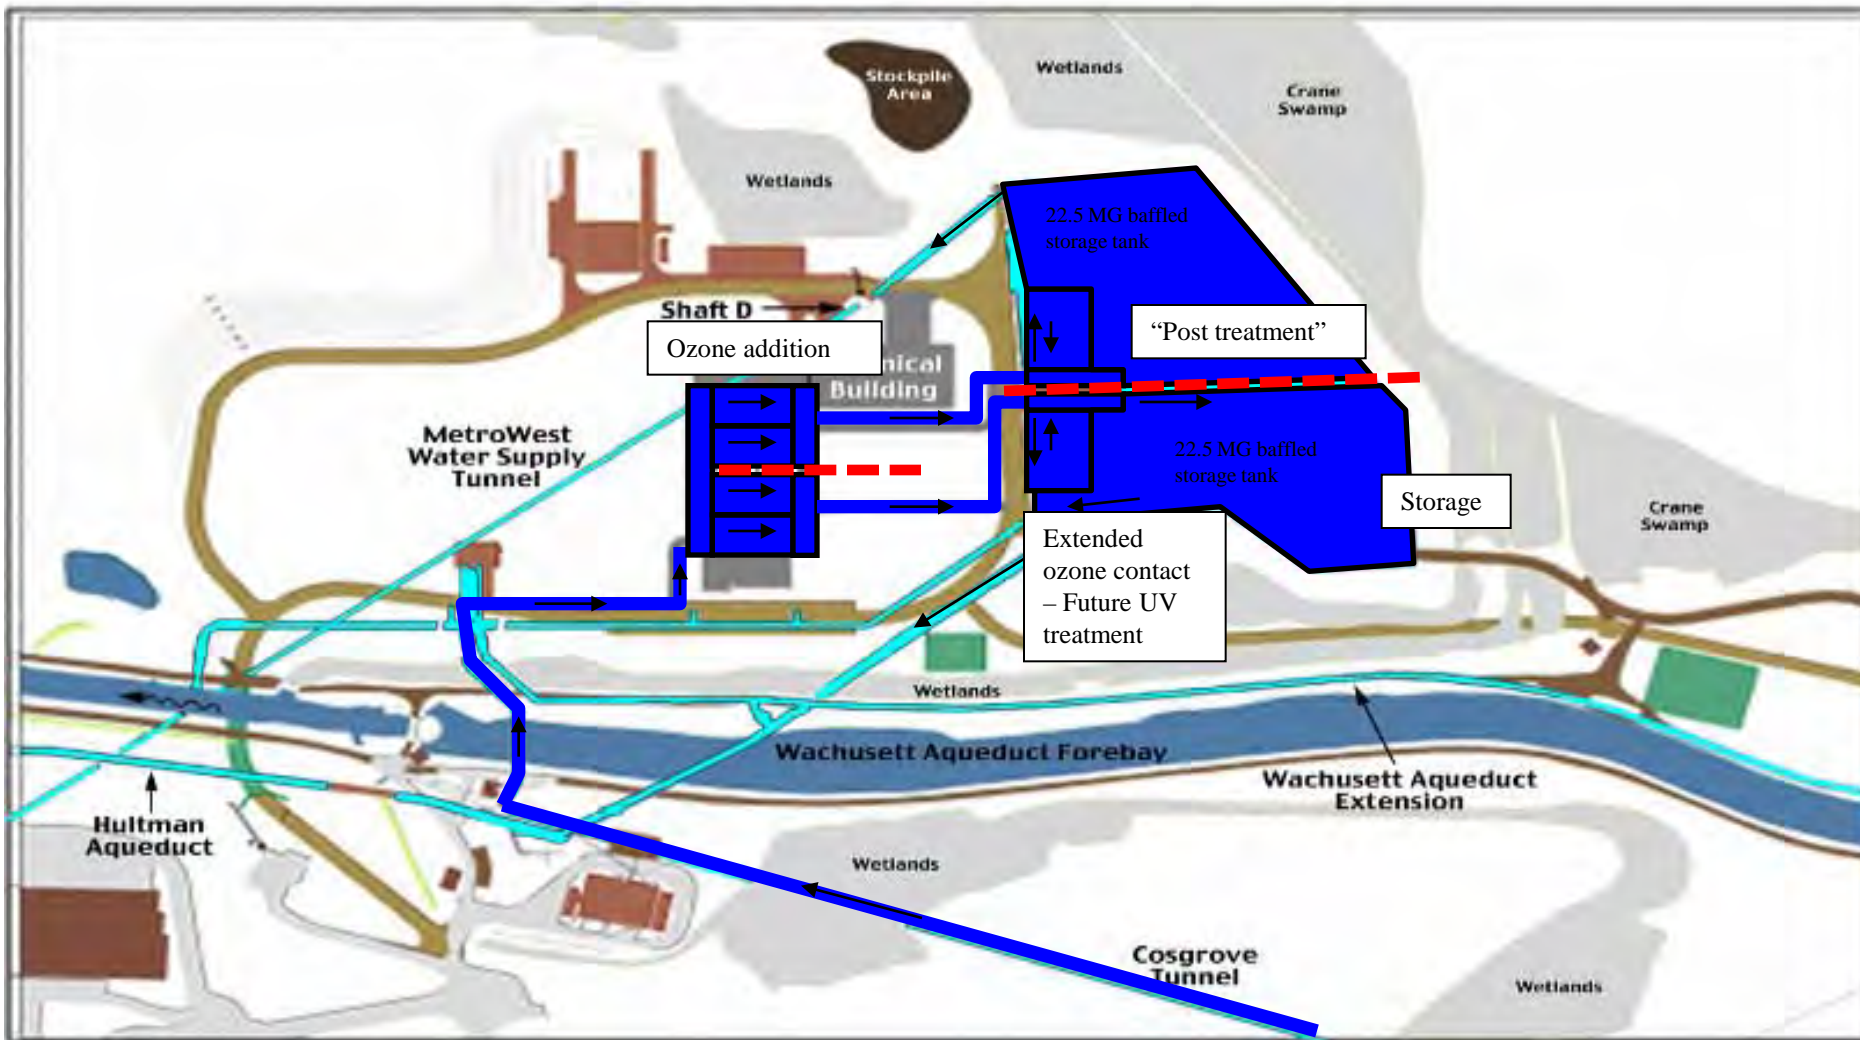 Wetlands
Stockpile
Area
Crane
Swamp
Wetlands
22.5 MG baffled
storage tank
Shaft D
Ozone addition
“Post treatment”
Building
MetroWest
Water Supply
Tunnel
22.5 MG baffled
storage tank
Storage
Crane
Swamp
Extended
ozone contact
– Future UV
treatment
Wetlands
Wachusett Aqueduct Forebay
Wachusett Aqueduct
Extension
Hultman
Aqueduct
Wetlands
Cosgrove
Tunnel
Wetlands